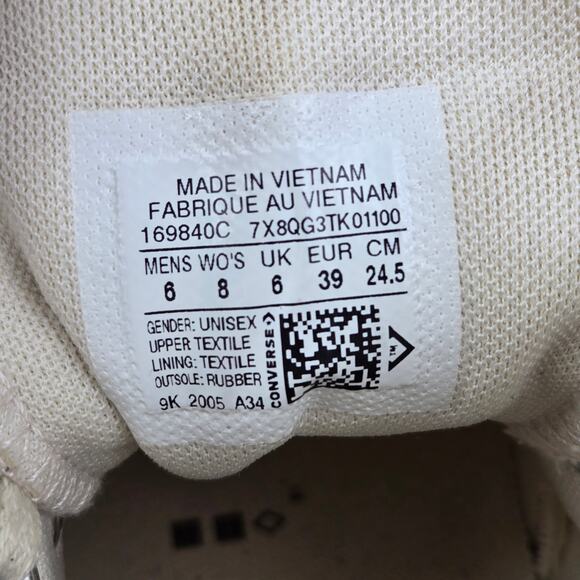 MADE IN VIETNAM
FABRIQUE AU VIETNAM
169840C 7X8QG3TK01100
MENS WO'S UK EUR CM
6 8 6 39 24.5
GENDER: UNISEX
UPPER TEXTILE
LINING: TEXTILE
OUTSOLE: RUBBER
9K 2005 A34
CONVERSE
TM